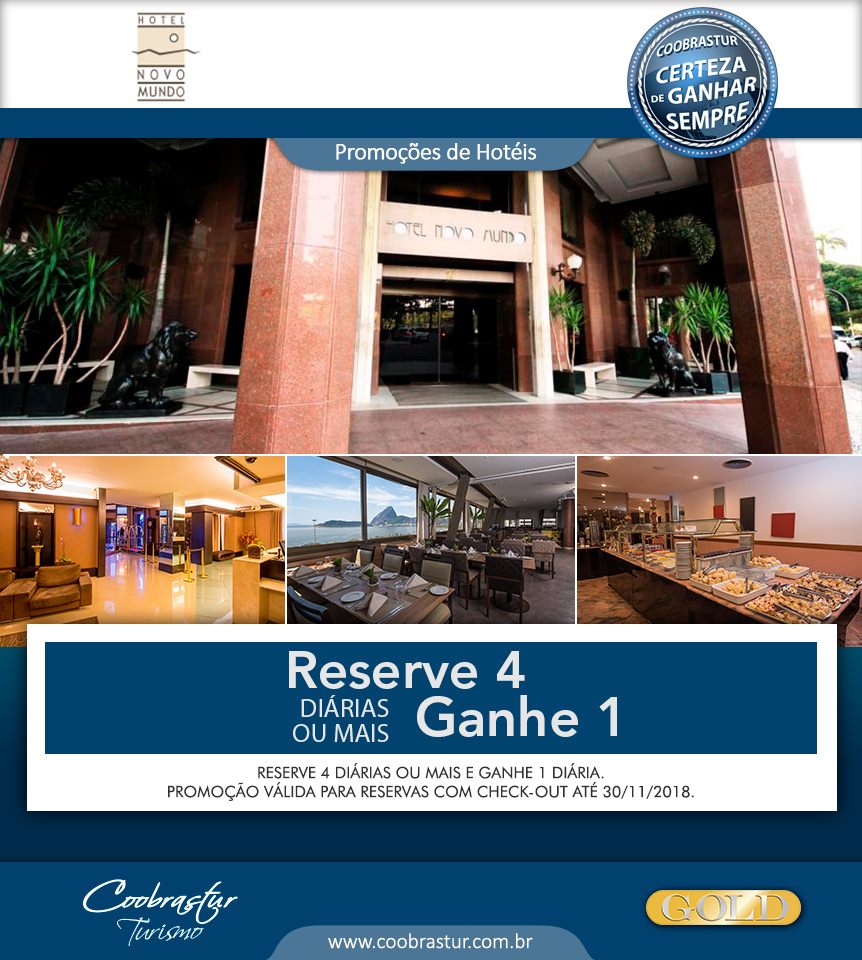 HOTEL
NOVO
MUNDO
COOBRASTUR
CERTEZA
DE GANHAR
SEMPRE
Promoções de Hotéis
HOTEL NOVO MUNDO
Reserve 4
DIÁRIAS
OU MAIS
Ganhe 1
RESERVE 4 DIÁRIAS OU MAIS E GANHE 1 DIÁRIA.
PROMOÇÃO VÁLIDA PARA RESERVAS COM CHECK-OUT ATÉ 30/11/2018.
Coobrastur
Turismo
GOLD
www.coobrastur.com.br